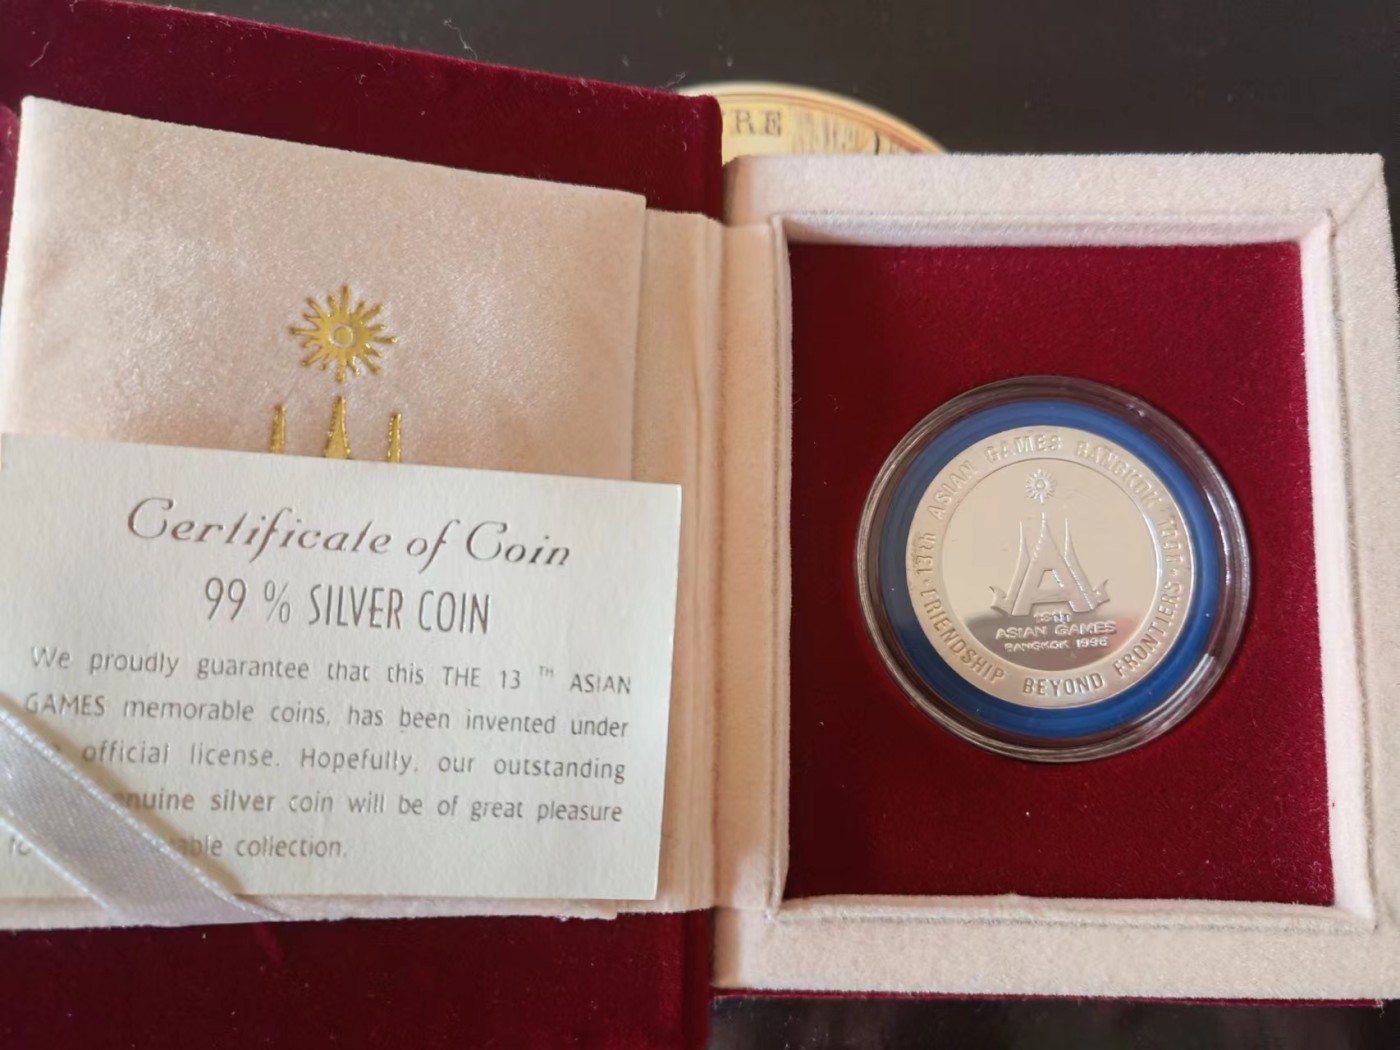 RE
Certificate of Coin
99 % SILVER COIN
We proudly guarantee that this THE 13 TH ASIAN
GAMES memorable coins, has been invented under
official license. Hopefully, our outstanding
silver coin will be of great pleasure
collection.
13th ASIAN GAMES BANGKOK
ASIAN GAMES
BANGKOK 1998
FRIENDSHIP BEYOND FRONTIERS